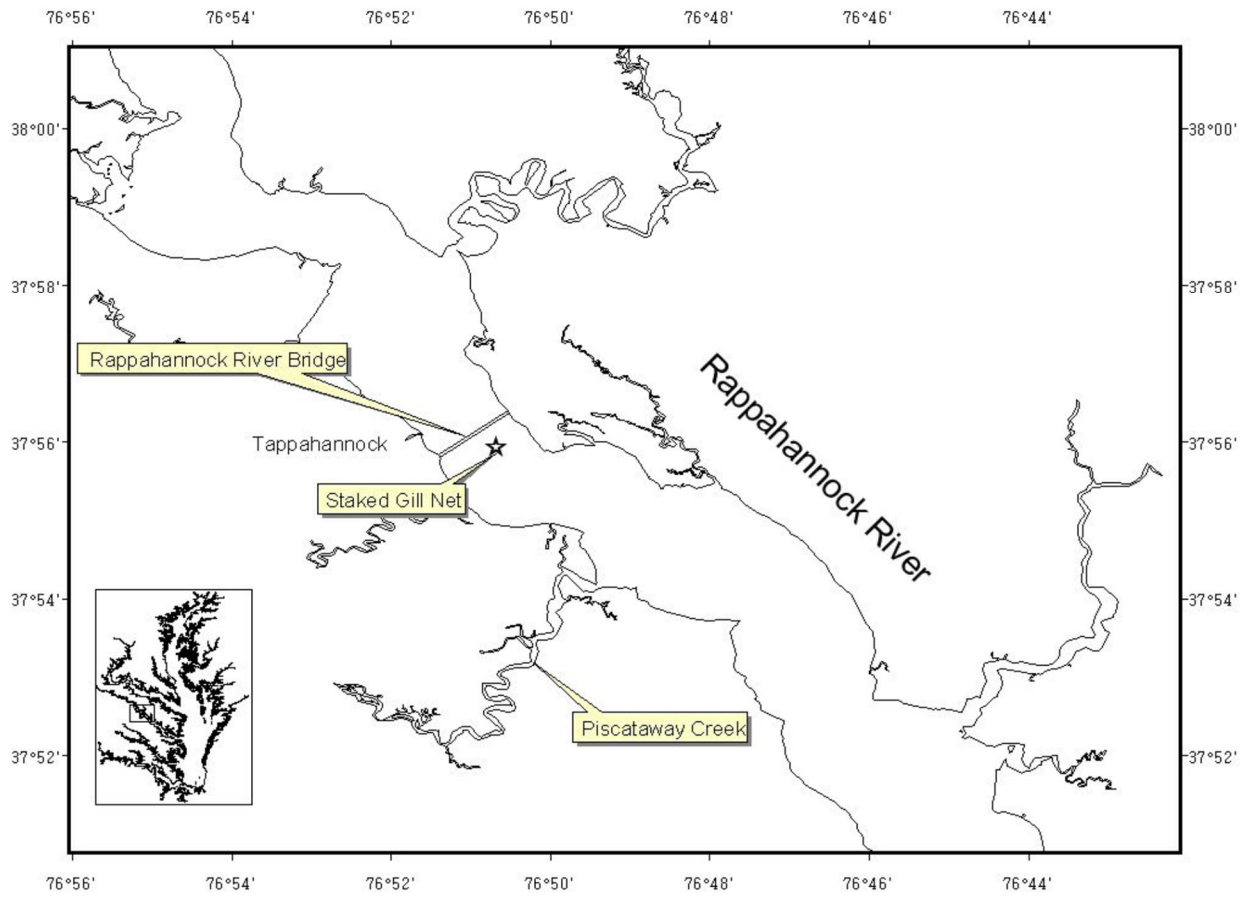 76°56' 76°54' 76°52' 76°50' 76°48' 76°46' 76°44'
38°00' 38°00'
37°58' 37°58'
Rappahannock River Bridge
Rappahannock River
37°56' Tappahannock 37°56'
Staked Gill Net
37°54' 37°54'
Piscataway Creek
37°52' 37°52'
76°56' 76°54' 76°52' 76°50' 76°48' 76°46' 76°44'